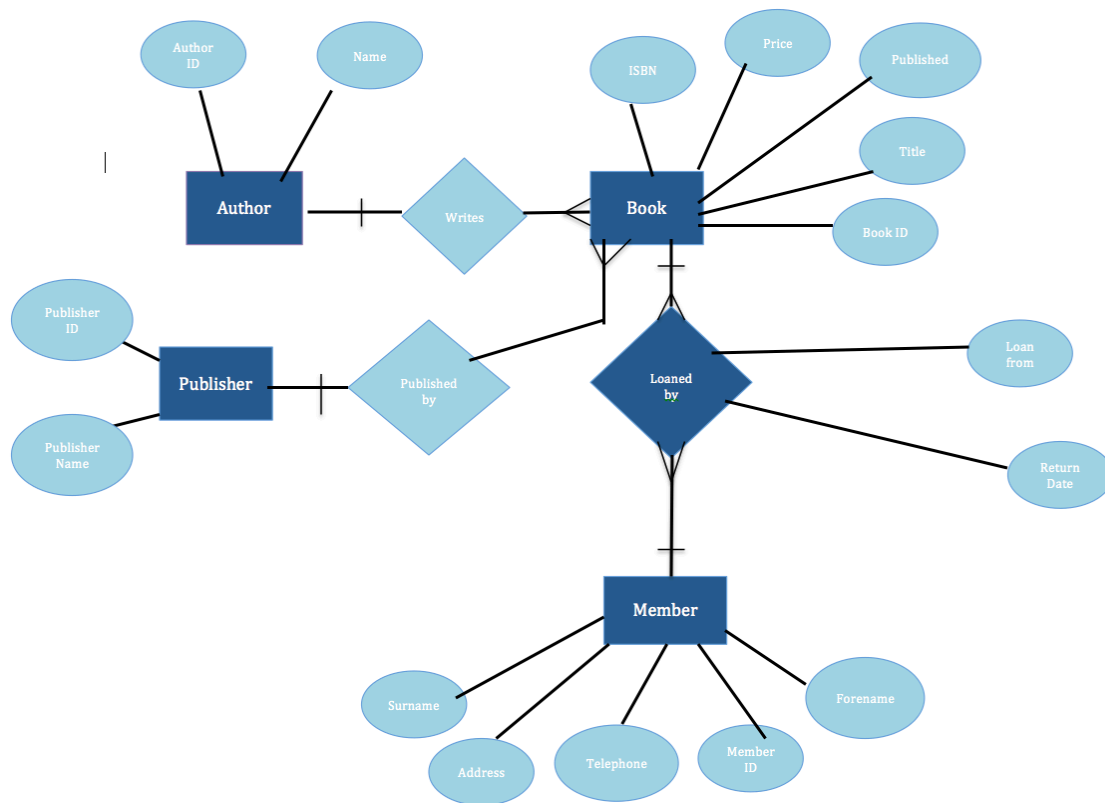 Author
ID
Name
ISBN
Price
Published
Title
Book ID
Author
Writes
Book
Publisher
ID
Publisher
Publisher
Name
Published
by
Loaned
by
Loan
from
Return
Date
Member
Surname
Address
Telephone
Member
ID
Forename